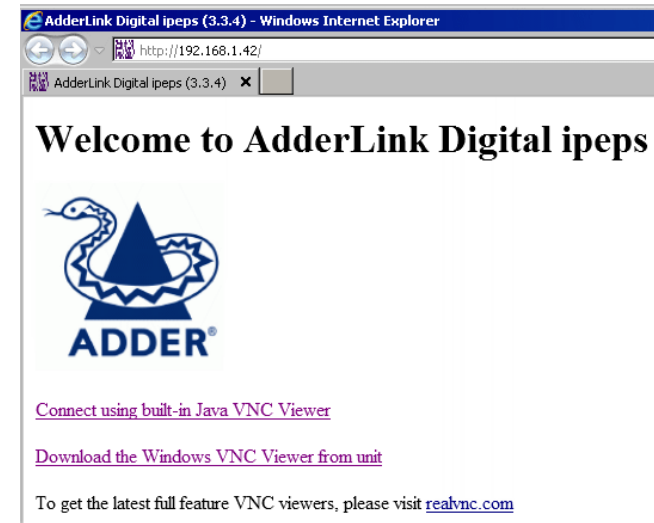 AdderLink Digital ipeps (3.3.4) - Windows Internet Explorer
http://192.168.1.42/
AdderLink Digital ipeps (3.3.4)
Welcome to AdderLink Digital ipeps
ADDER®
Connect using built-in Java VNC Viewer
Download the Windows VNC Viewer from unit
To get the latest full feature VNC viewers, please visit realvnc.com